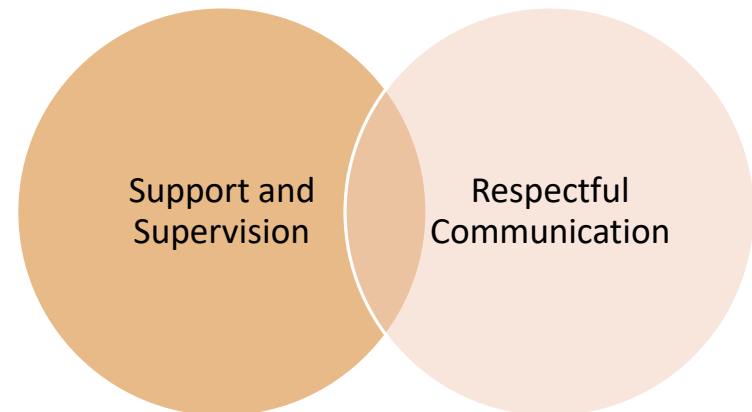 Support and
Supervision
Respectful
Communication